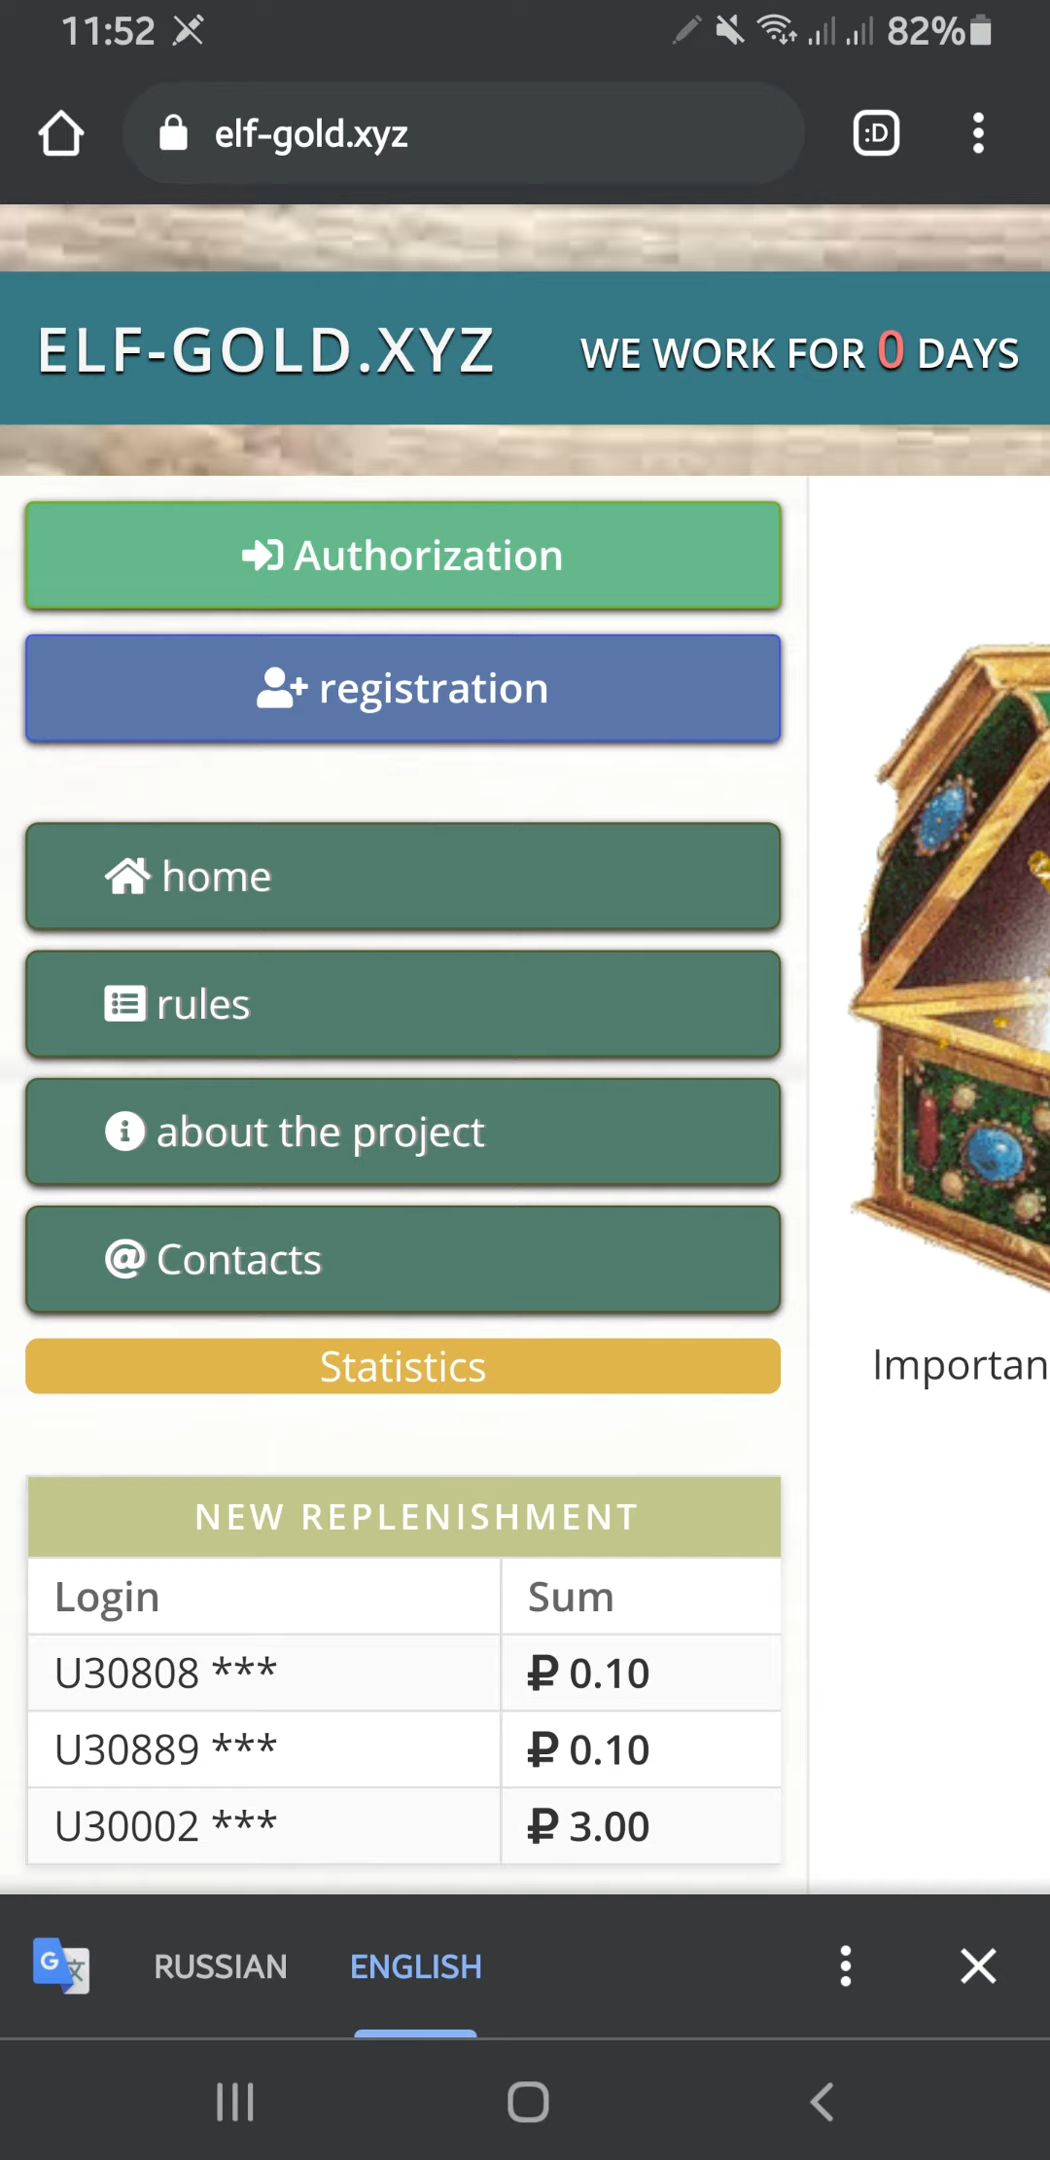 11:52
82%
elf-gold.xyz
:D
ELF-GOLD.XYZ
WE WORK FOR 0 DAYS
Authorization
registration
home
rules
about the project
@ Contacts
Statistics
Importan
NEW REPLENISHMENT
Login Sum
U30808 *** ₽ 0.10
U30889 *** ₽ 0.10
U30002 *** ₽ 3.00
G 文 RUSSIAN ENGLISH